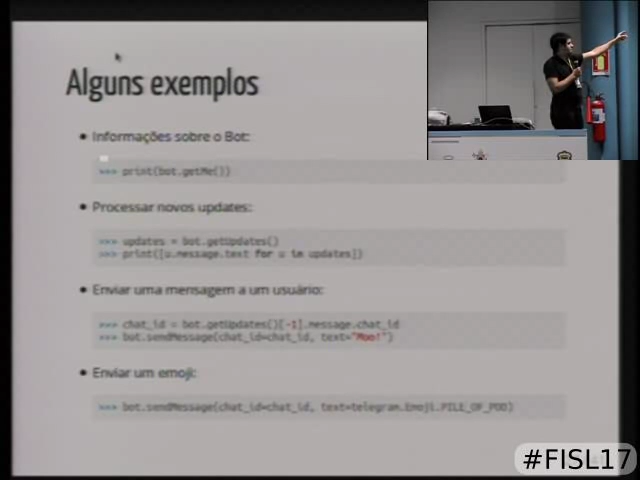 Alguns exemplos
• Informações sobre o Bot:
>>> print(bot.getMe())
• Processar novos updates:
>>> updates = bot.getUpdates()
>>> print([u.message.text for u in updates])
• Enviar uma mensagem a um usuário:
>>> chat_id = bot.getUpdates()[-1].message.chat_id
>>> bot.sendMessage(chat_id=chat_id, text="Moo!")
• Enviar um emoji:
>>> bot.sendMessage(chat_id=chat_id, text=telegram.Emoji.PILE_OF_POO)
#FISL17